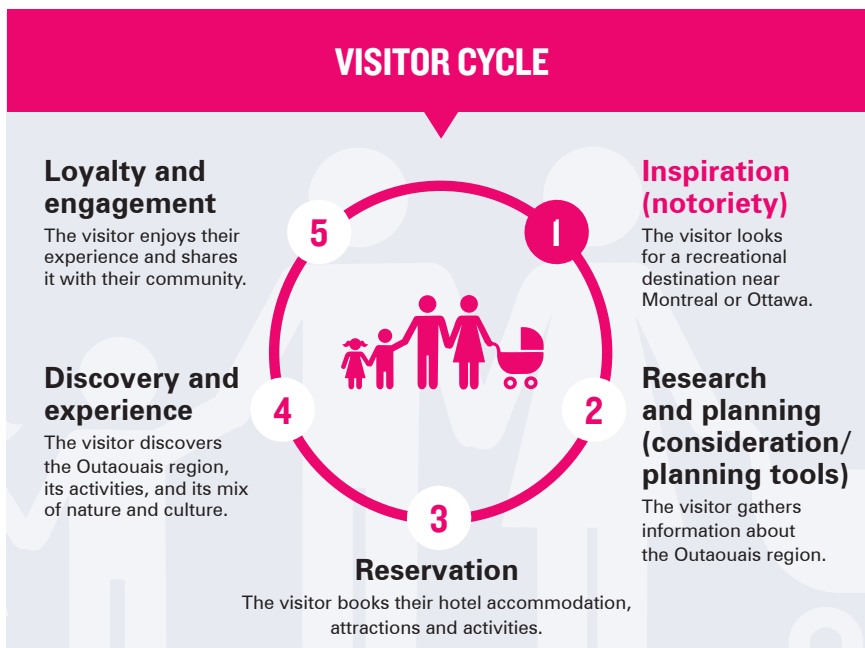 VISITOR CYCLE
1
Inspiration
(notoriety)
The visitor looks
for a recreational
destination near
Montreal or Ottawa.
2
Research
and planning
(consideration/
planning tools)
The visitor gathers
information about
the Outaouais region.
3
Reservation
The visitor books their hotel accommodation,
attractions and activities.
4
Discovery and
experience
The visitor discovers
the Outaouais region,
its activities, and its mix
of nature and culture.
5
Loyalty and
engagement
The visitor enjoys their
experience and shares
it with their community.